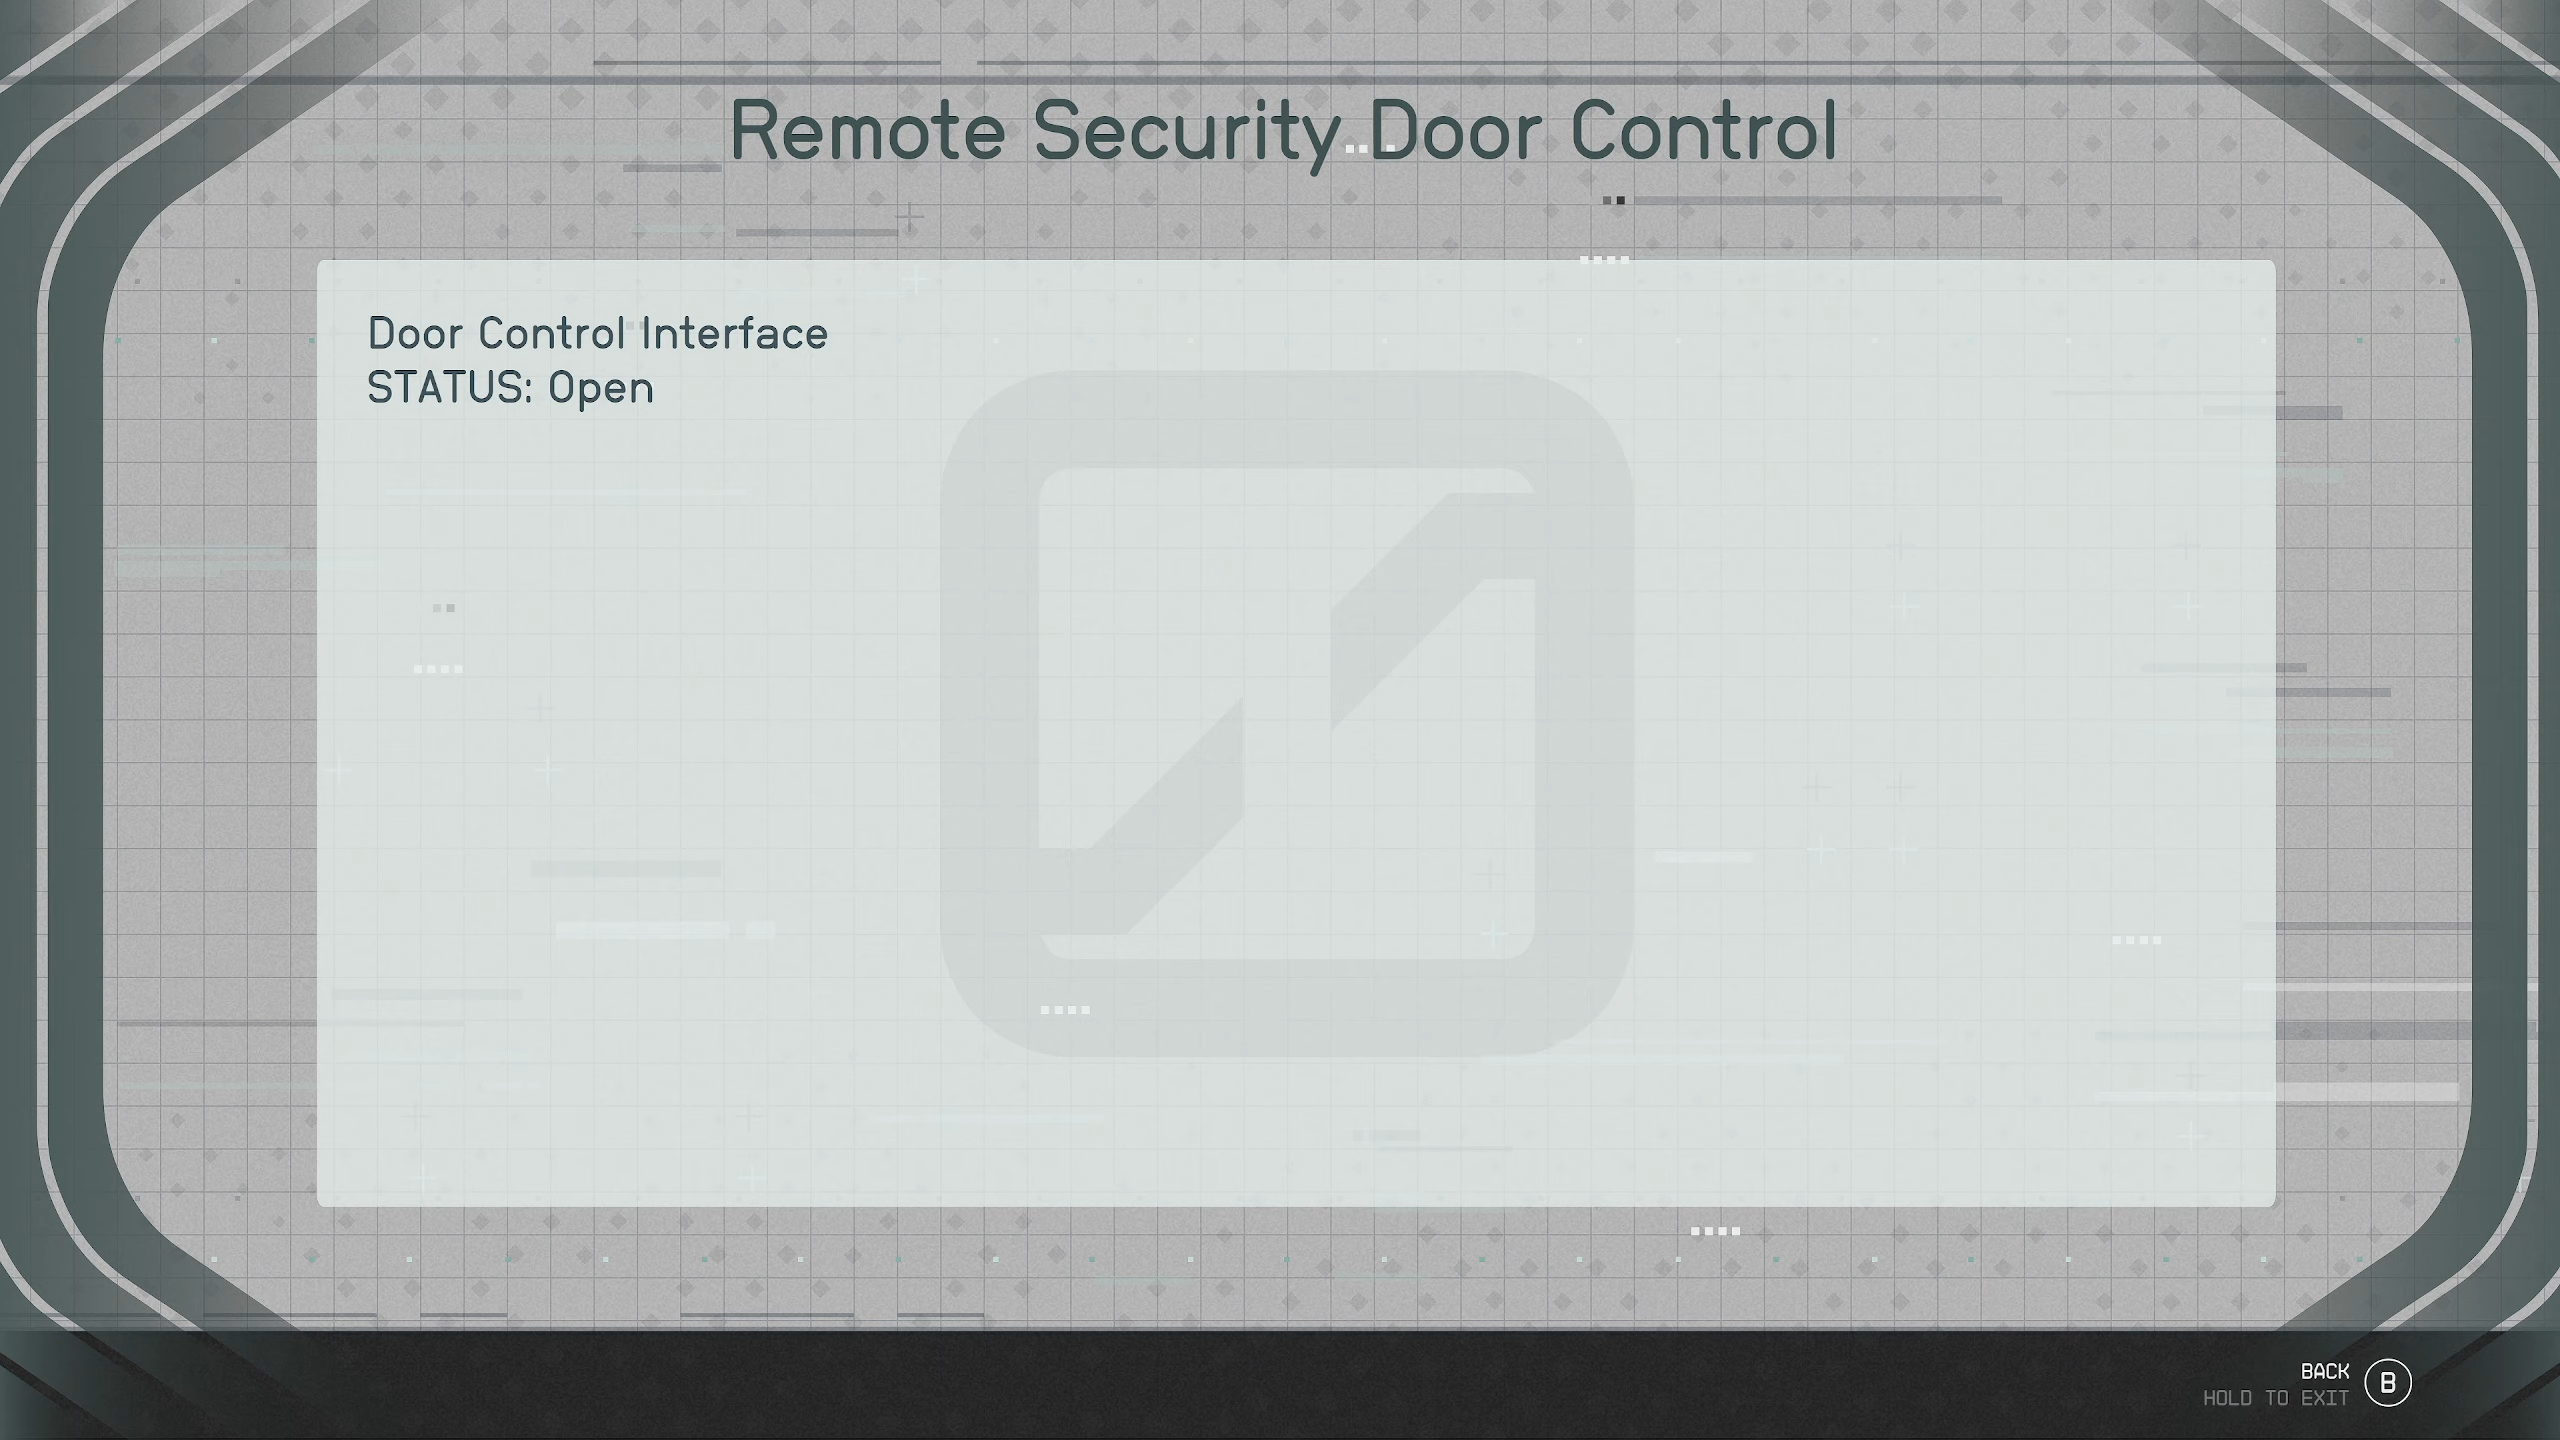 Remote Security Door Control
Door Control Interface
STATUS: Open
BACK
HOLD TO EXIT
B